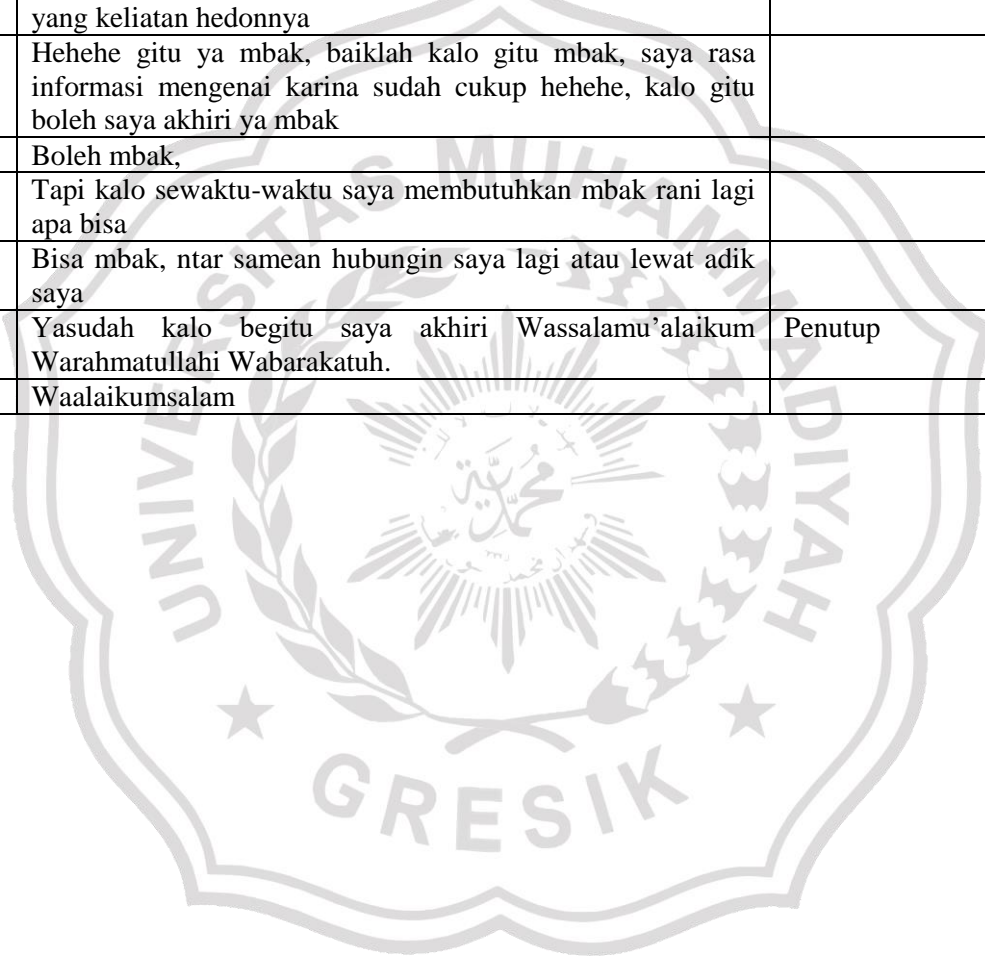 yang keliatan hedonnya
Hehehe gitu ya mbak, baiklah kalo gitu mbak, saya rasa
informasi mengenai karina sudah cukup hehehe, kalo gitu
boleh saya akhiri ya mbak
Boleh mbak,
Tapi kalo sewaktu-waktu saya membutuhkan mbak rani lagi
apa bisa
Bisa mbak, ntar samean hubungin saya lagi atau lewat adik
saya
Yasudah kalo begitu saya akhiri Wassalamu’alaikum Penutup
Warahmatullahi Wabarakatuh.
Waalaikumsalam
UNIVERSITAS MUHAMMADIYAH
GRESIK